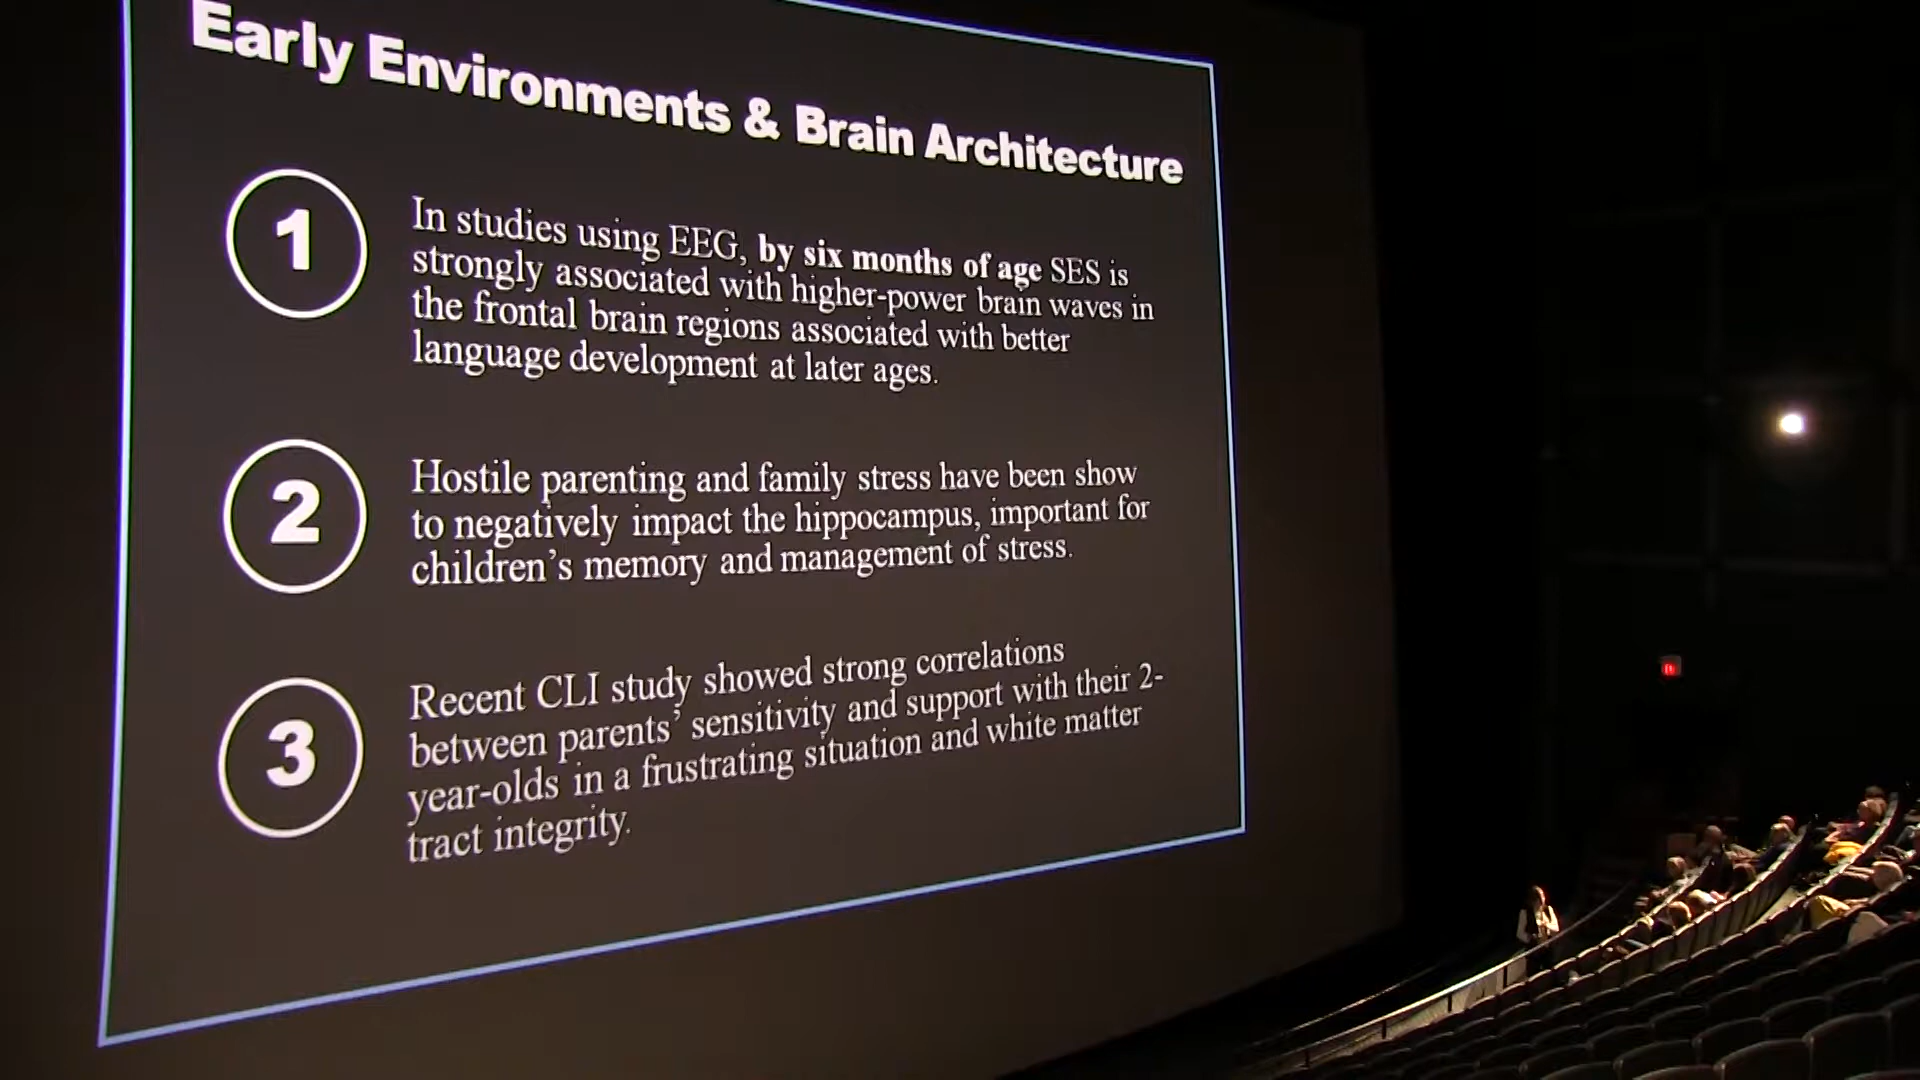 Early Environments & Brain Architecture
1
In studies using EEG, by six months of age SES is
strongly associated with higher-power brain waves in
the frontal brain regions associated with better
language development at later ages.
2
Hostile parenting and family stress have been show
to negatively impact the hippocampus, important for
children’s memory and management of stress.
3
Recent CLI study showed strong correlations
between parents’ sensitivity and support with their 2-
year-olds in a frustrating situation and white matter
tract integrity.